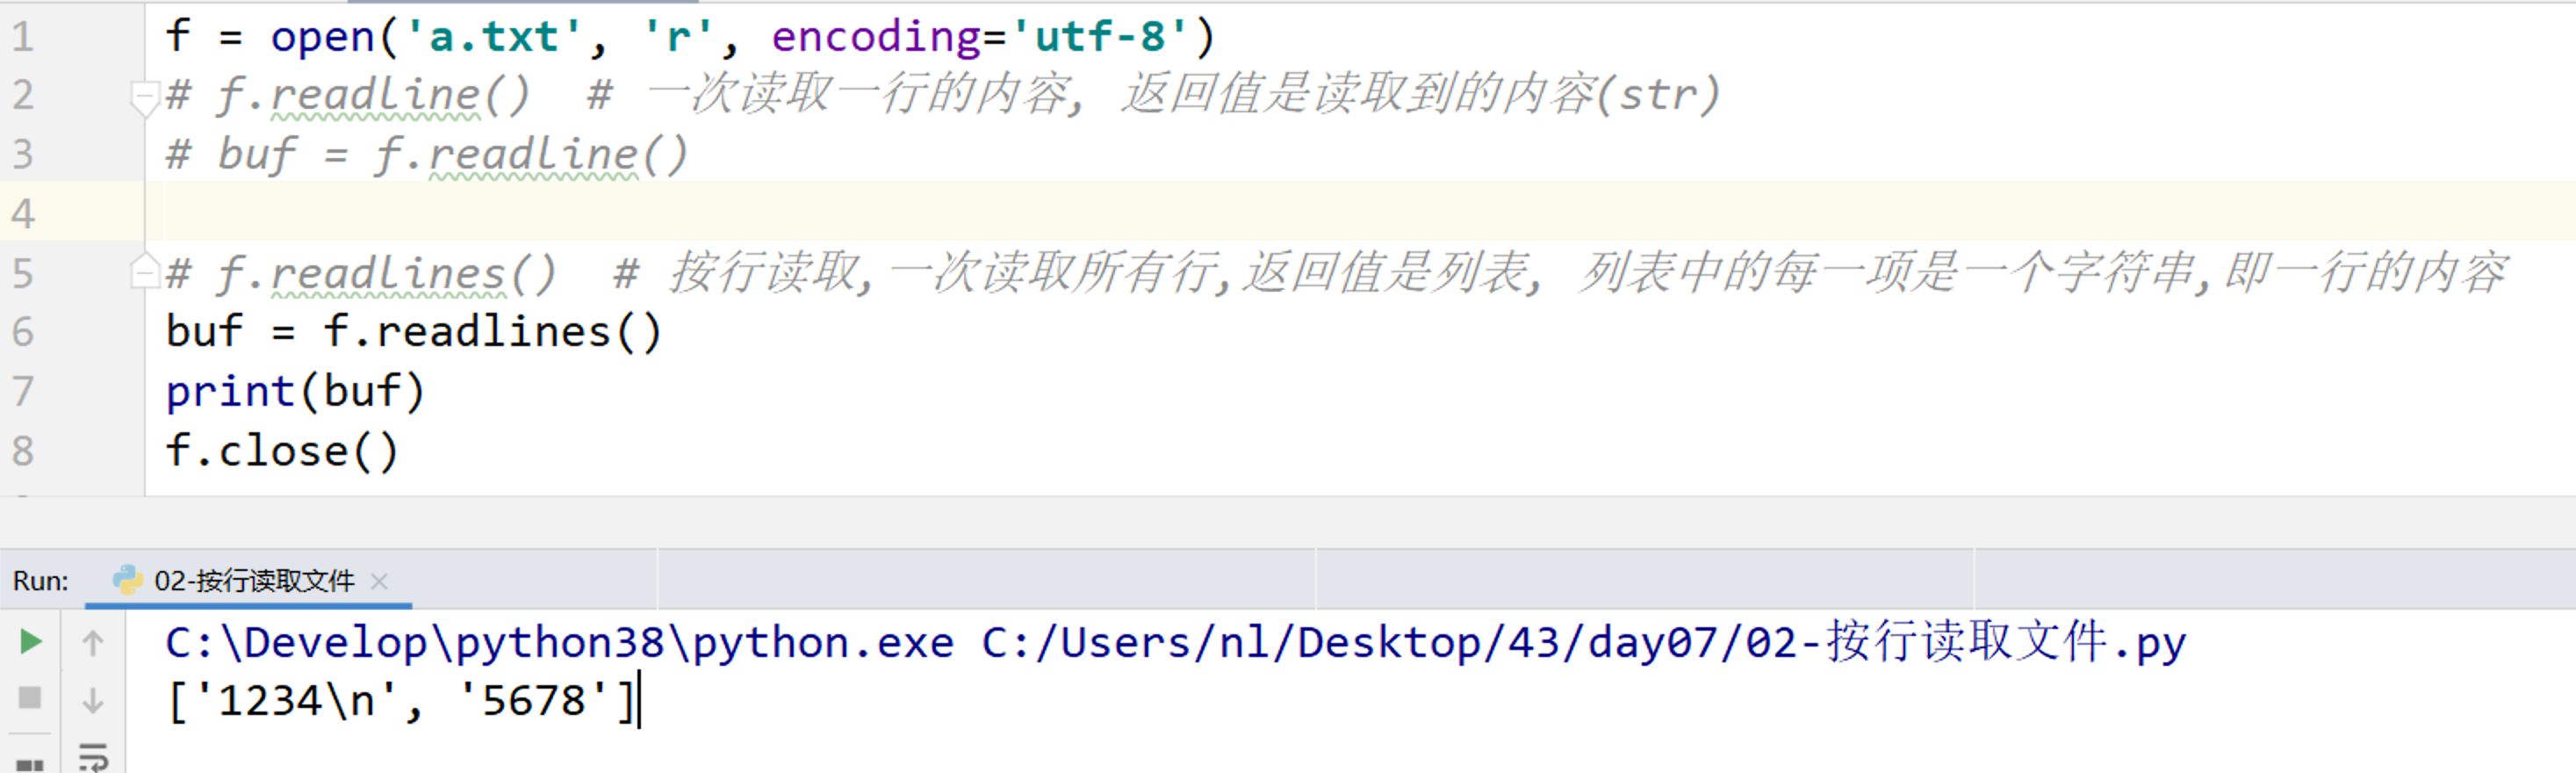 1 f = open('a.txt', 'r', encoding='utf-8')
2 # f.readline()  # 一次读取一行的内容, 返回值是读取到的内容(str)
3 # buf = f.readline()
4
5 # f.readlines()  # 按行读取,一次读取所有行,返回值是列表, 列表中的每一项是一个字符串,即一行的内容
6 buf = f.readlines()
7 print(buf)
8 f.close()
Run: 02-按行读取文件
C:\Develop\python38\python.exe C:/Users/nl/Desktop/43/day07/02-按行读取文件.py
['1234\n', '5678']